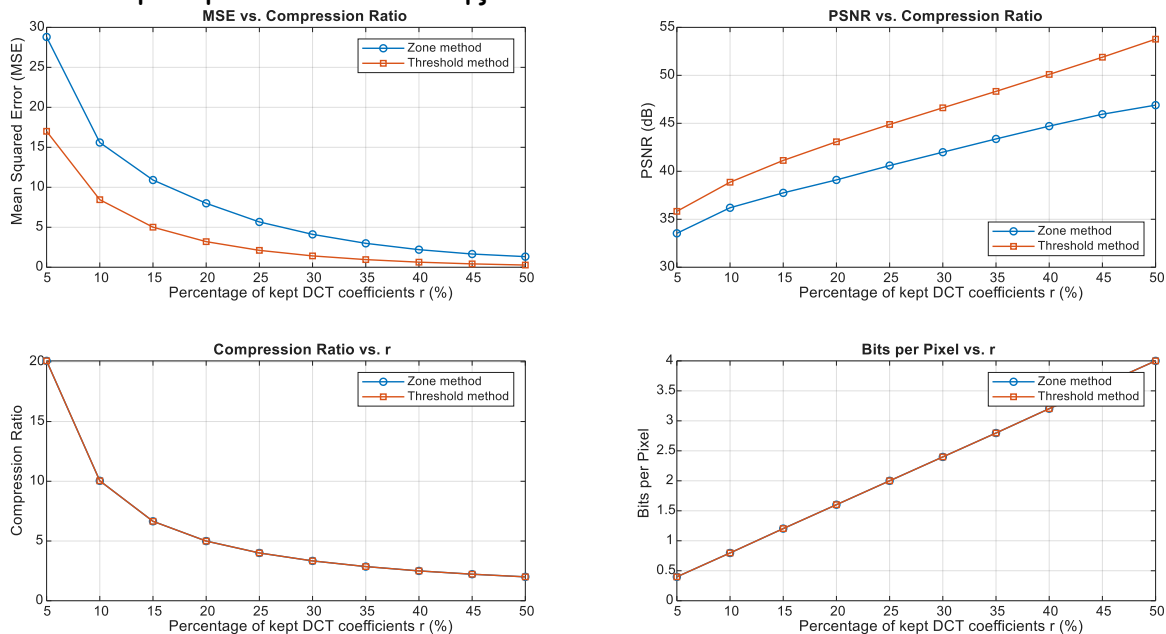 MSE vs. Compression Ratio
Mean Squared Error (MSE)
30
25
20
15
10
5
0
Zone method
Threshold method
5 10 15 20 25 30 35 40 45 50
Percentage of kept DCT coefficients r (%)
PSNR vs. Compression Ratio
PSNR (dB)
55
50
45
40
35
30
Zone method
Threshold method
5 10 15 20 25 30 35 40 45 50
Percentage of kept DCT coefficients r (%)
Compression Ratio vs. r
Compression Ratio
20
15
10
5
0
Zone method
Threshold method
5 10 15 20 25 30 35 40 45 50
Percentage of kept DCT coefficients r (%)
Bits per Pixel vs. r
Bits per Pixel
4
3.5
3
2.5
2
1.5
1
0.5
0
Zone method
Threshold method
5 10 15 20 25 30 35 40 45 50
Percentage of kept DCT coefficients r (%)